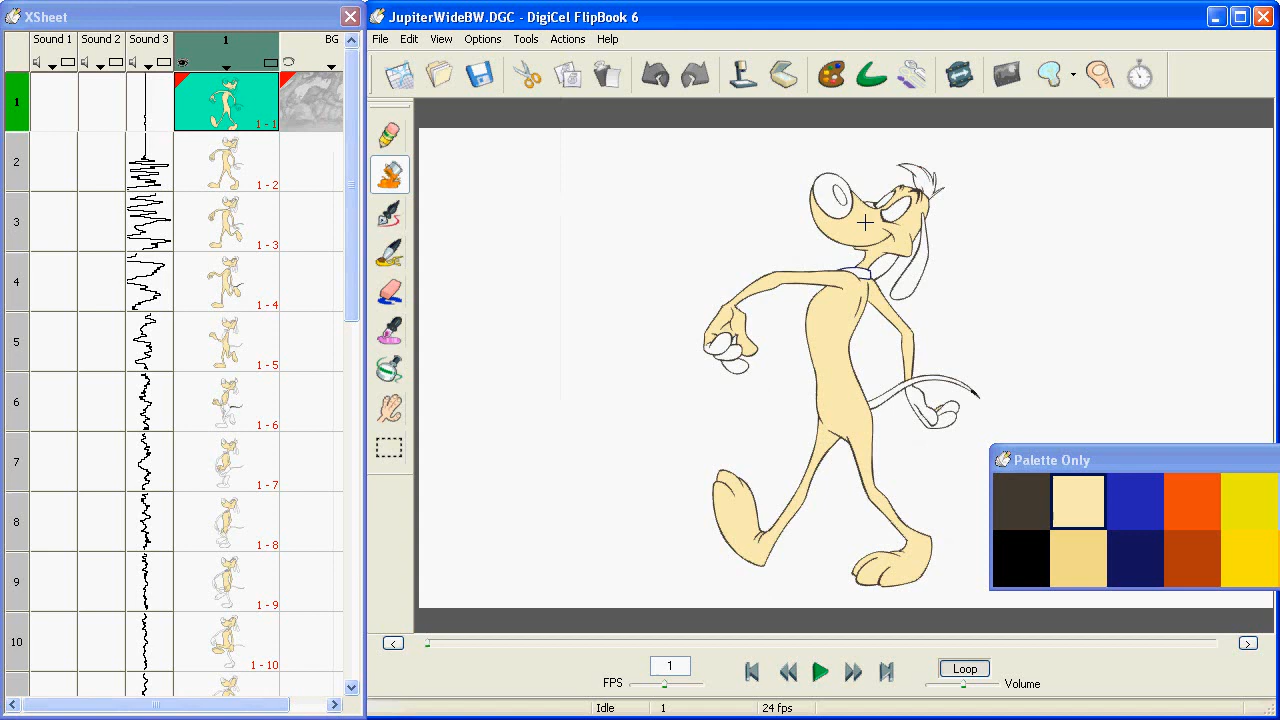 XSheet
Sound 1 Sound 2 Sound 3 1 BG
1 1 - 1
2 1 - 2
3 1 - 3
4 1 - 4
5 1 - 5
6 1 - 6
7 1 - 7
8 1 - 8
9 1 - 9
10 1 - 10
JupiterWideBW.DGC - DigiCel FlipBook 6
File Edit View Options Tools Actions Help
Palette Only
FPS 1 Loop Volume
Idle 1 24 fps